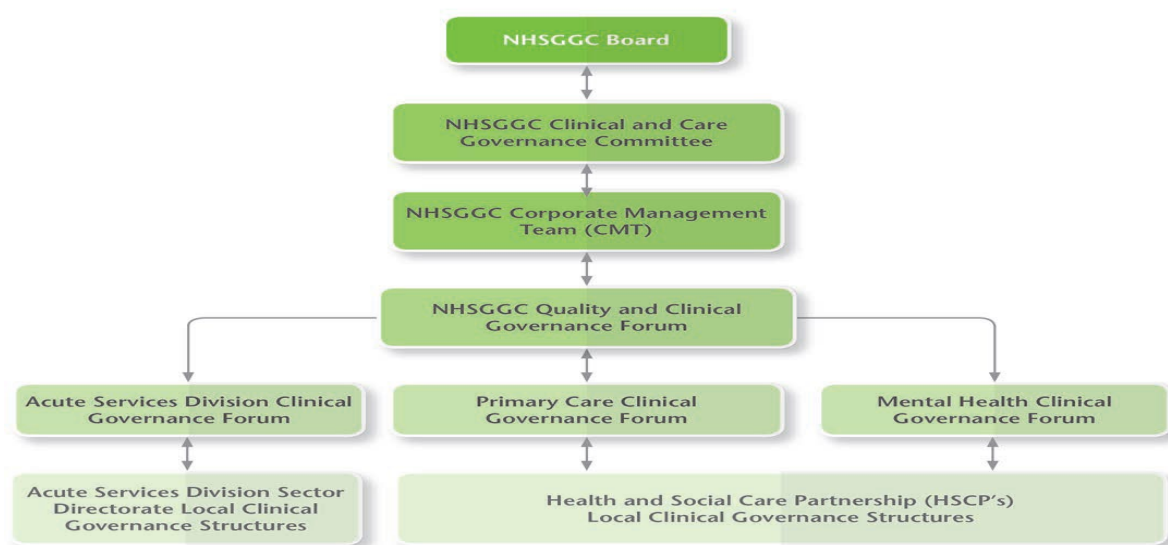 NHSGGC Board
NHSGGC Clinical and Care
Governance Committee
NHSGGC Corporate Management
Team (CMT)
NHSGGC Quality and Clinical
Governance Forum
Acute Services Division Clinical
Governance Forum
Primary Care Clinical
Governance Forum
Mental Health Clinical
Governance Forum
Acute Services Division Sector
Directorate Local Clinical
Governance Structures
Health and Social Care Partnership (HSCP's)
Local Clinical Governance Structures